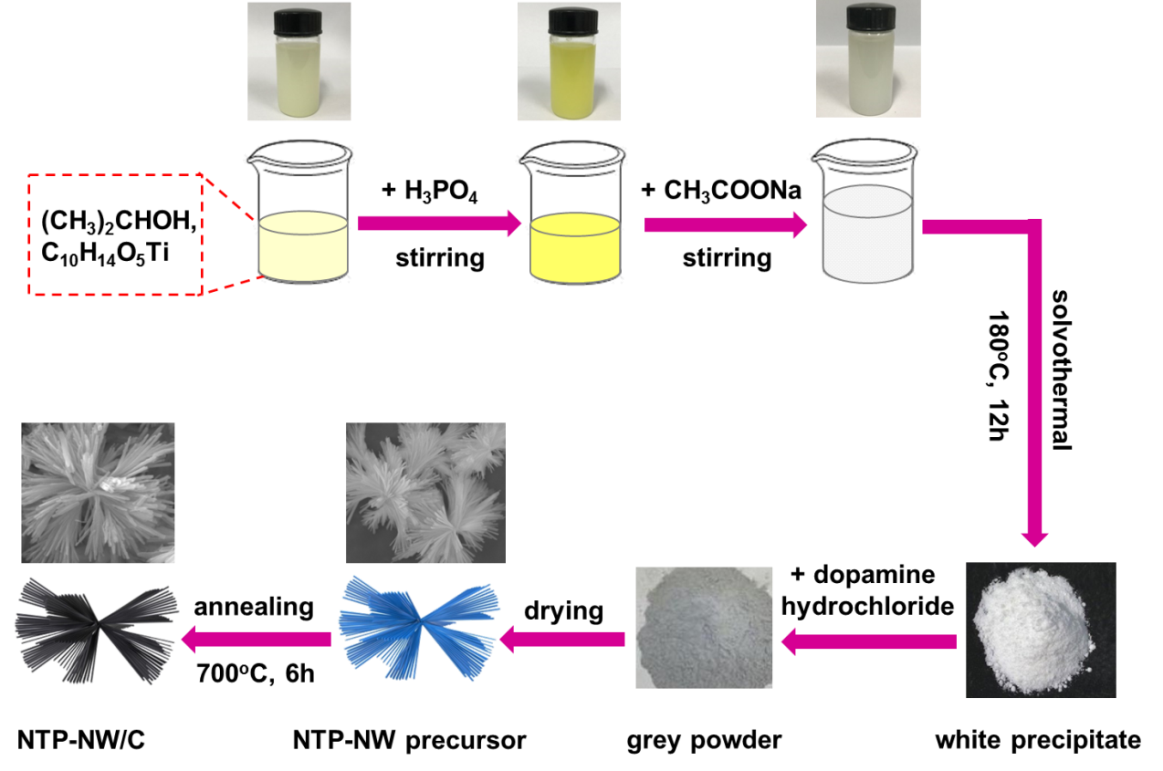 (CH₃)₂CHOH,
C₁₀H₁₄O₅Ti
+ H₃PO₄
stirring
+ CH₃COONa
stirring
solvothermal
180ºC, 12h
+ dopamine
hydrochloride
drying
annealing
700ºC, 6h
NTP-NW/C
NTP-NW precursor
grey powder
white precipitate